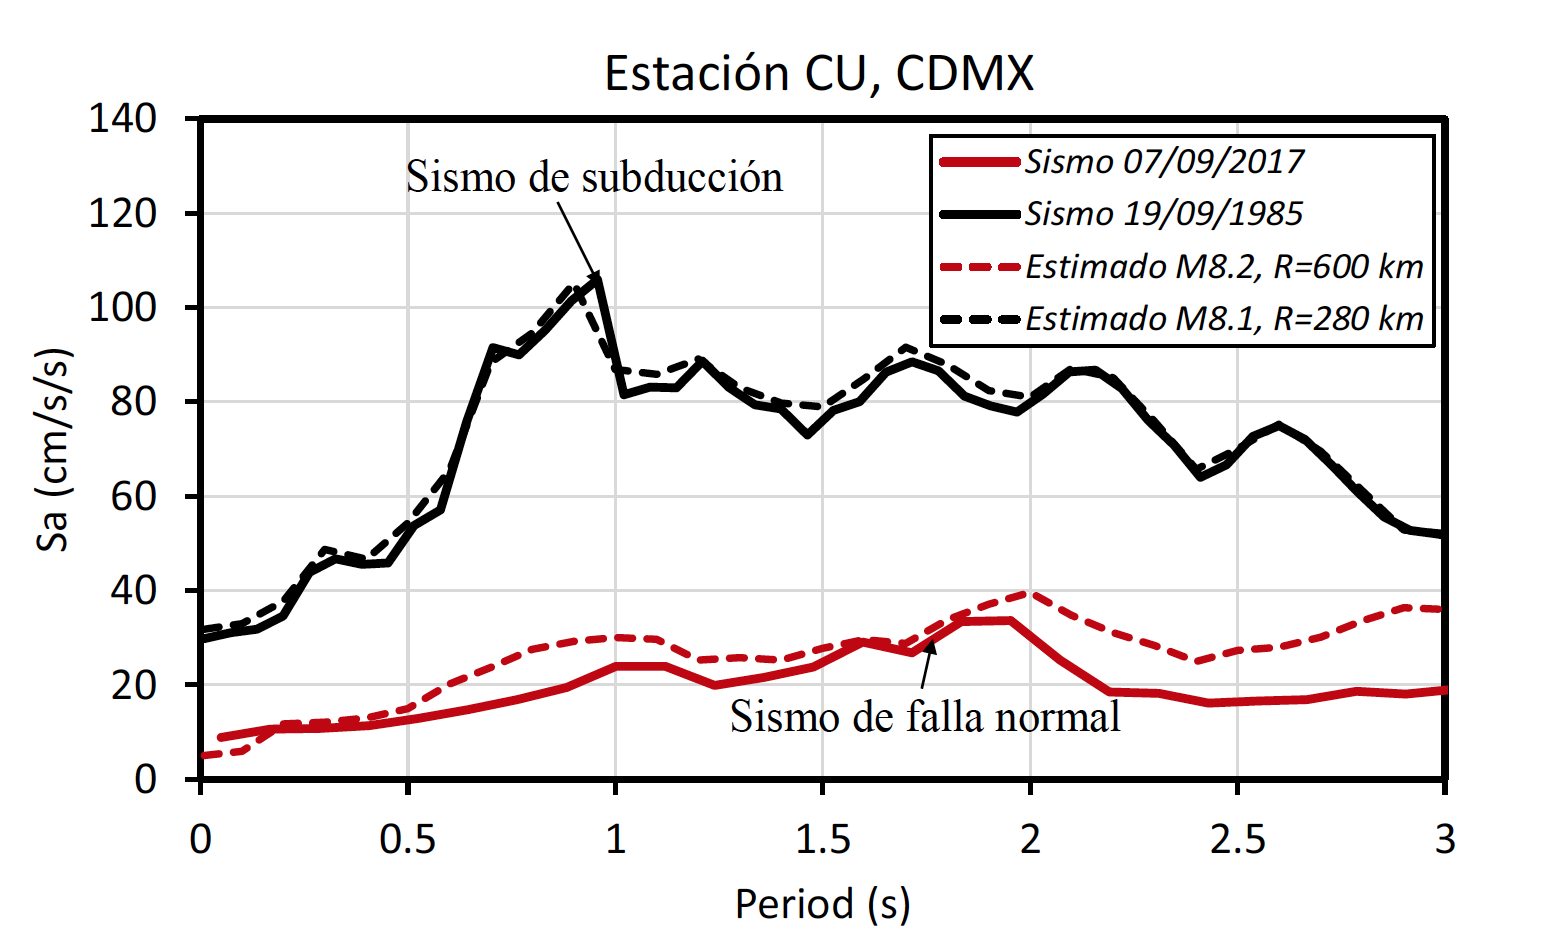 Estación CU, CDMX
140
120
100
80
60
40
20
0
Sa (cm/s/s)
Sismo de subducción
Sismo 07/09/2017
Sismo 19/09/1985
Estimado M8.2, R=600 km
Estimado M8.1, R=280 km
Sismo de falla normal
0 0.5 1 1.5 2 2.5 3
Period (s)